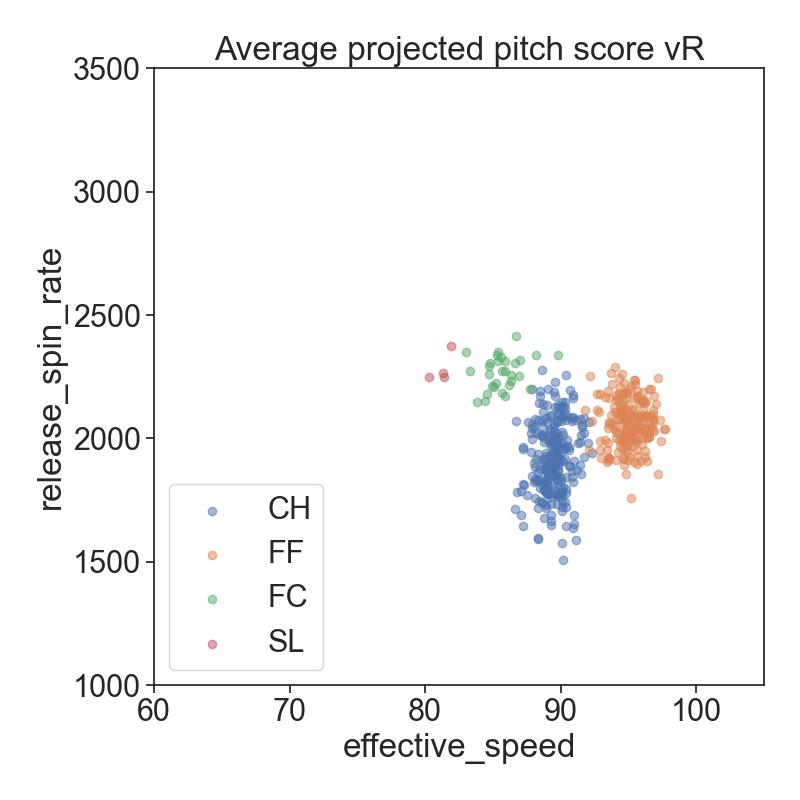 Average projected pitch score vR
3500
3000
2500
2000
1500
1000
release_spin_rate
CH
FF
FC
SL
60 70 80 90 100
effective_speed